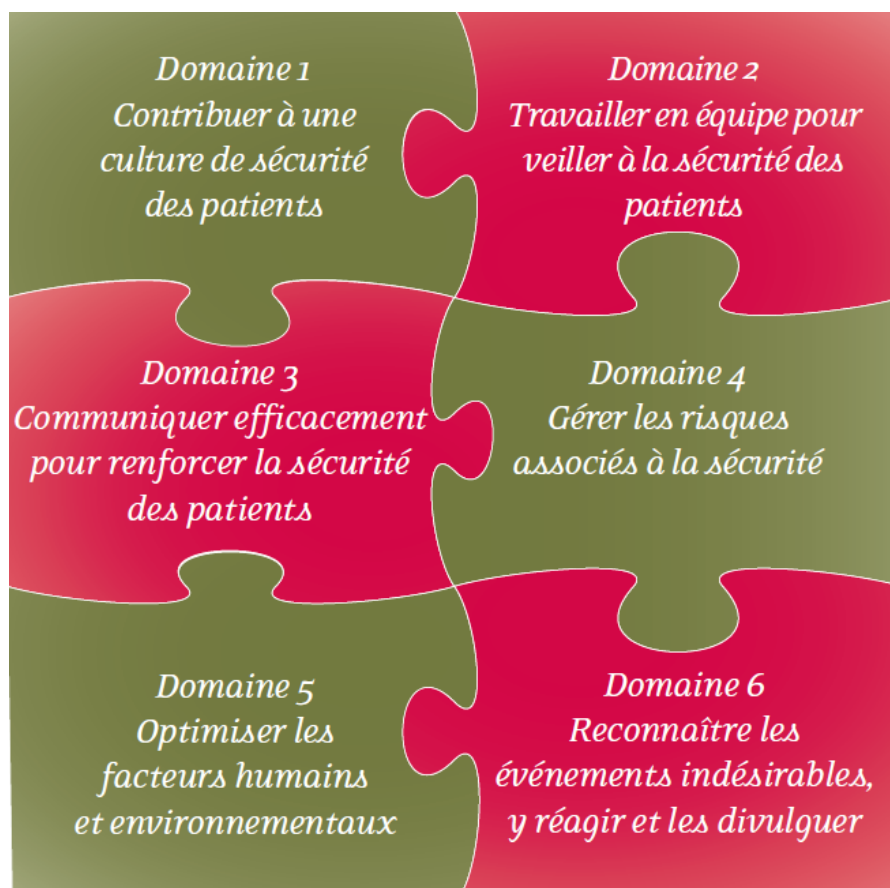 Domaine 1
Contribuer à une
culture de sécurité
des patients
Domaine 2
Travailler en équipe pour
veiller à la sécurité des
patients
Domaine 3
Communiquer efficacement
pour renforcer la sécurité
des patients
Domaine 4
Gérer les risques
associés à la sécurité
Domaine 5
Optimiser les
facteurs humains
et environnementaux
Domaine 6
Reconnaître les
événements indésirables,
y réagir et les divulguer